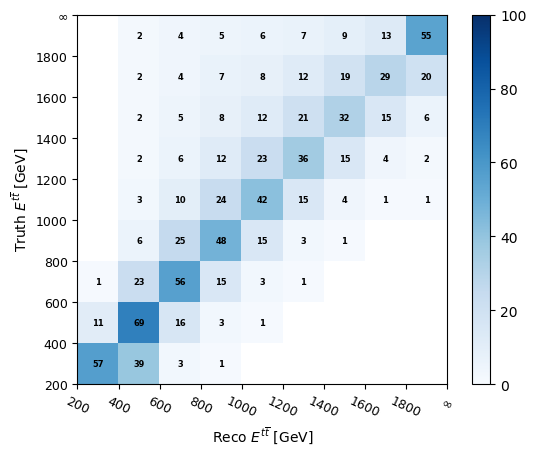 ∞
2 4 5 6 7 9 13 55
1800
2 4 7 8 12 19 29 20
1600
2 5 8 12 21 32 15 6
1400
2 6 12 23 36 15 4 2
1200
3 10 24 42 15 4 1 1
1000
6 25 48 15 3 1
800
1 23 56 15 3 1
600
11 69 16 3 1
400
57 39 3 1
200
200 400 600 800 1000 1200 1400 1600 1800 ∞
Reco E^{t\overline{t}} [GeV]
Truth E^{t\overline{t}} [GeV]
100
80
60
40
20
0